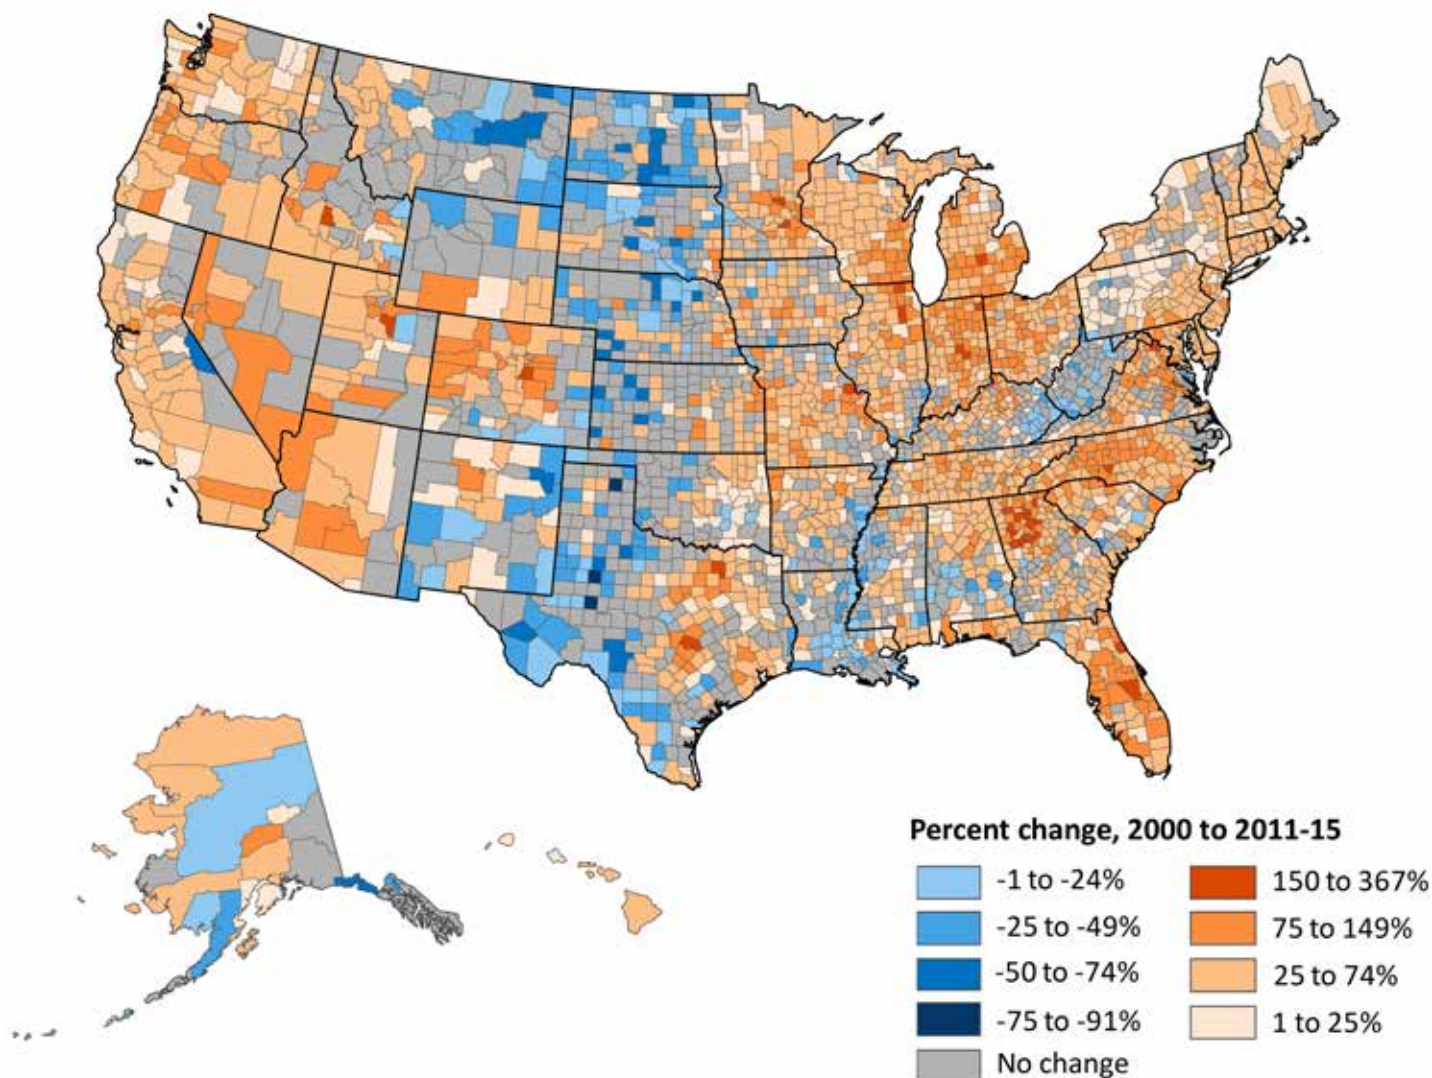 Percent change, 2000 to 2011-15
-1 to -24%
-25 to -49%
-50 to -74%
-75 to -91%
No change
150 to 367%
75 to 149%
25 to 74%
1 to 25%